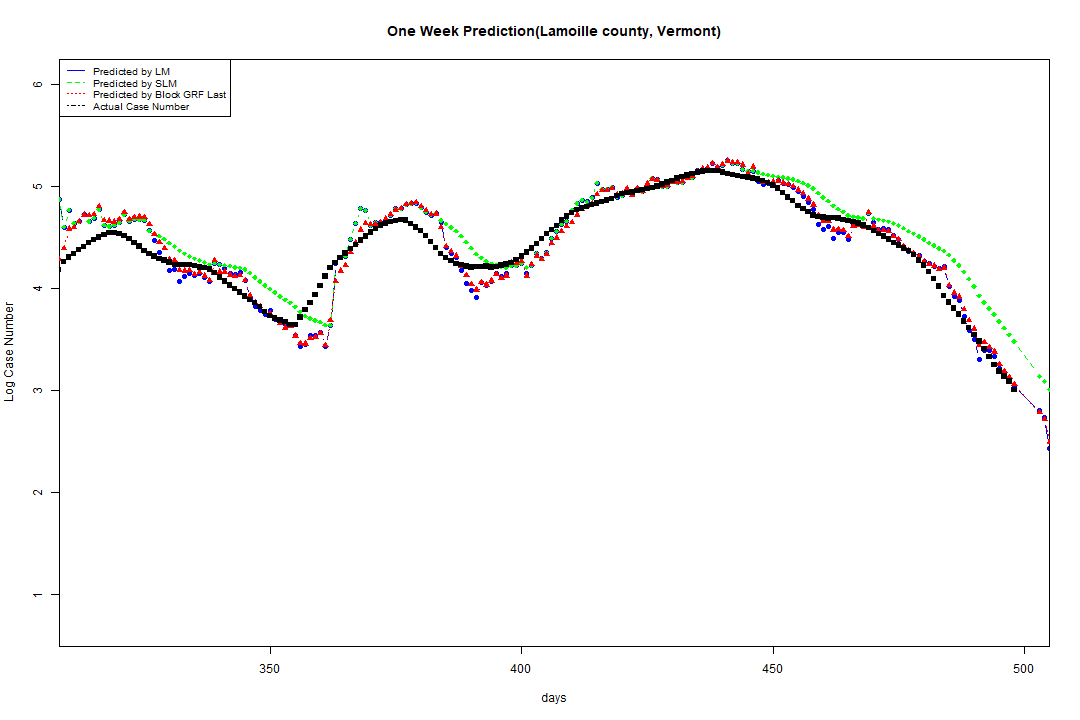 One Week Prediction(Lamoille county, Vermont)
Predicted by LM
Predicted by SLM
Predicted by Block GRF Last
Actual Case Number
6
5
4
3
2
1
Log Case Number
350
400
450
500
days